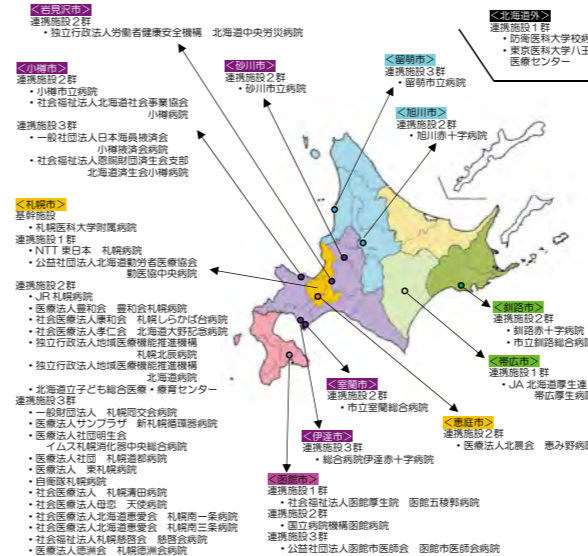 <岩見沢市>
連携施設2群
・独立行政法人労働者健康安全機構 北海道中央労災病院
<小樽市>
連携施設2群
・小樽市立病院
・社会福祉法人北海道社会事業協会
小樽病院
連携施設3群
・一般社団法人日本海員掖済会
小樽掖済会病院
・社会福祉法人恩賜財団済生会支部
北海道済生会小樽病院
<砂川市>
連携施設2群
・砂川市立病院
<留萌市>
連携施設3群
・留萌市立病院
<旭川市>
連携施設2群
・旭川赤十字病院
<北海道外>
連携施設1群
・防衛医科大学校病
・東京医科大学八王
医療センター
<札幌市>
基幹施設
・札幌医科大学附属病院
連携施設1群
・NTT東日本 札幌病院
・公益社団法人北海道勤労者医療協会
勤医協中央病院
連携施設2群
・JR札幌病院
・医療法人豊和会 豊和会札幌病院
・社会医療法人康和会 札幌しらかば台病院
・社会医療法人孝仁会 北海道大野記念病院
・独立行政法人地域医療機能推進機構
札幌北辰病院
・独立行政法人地域医療機能推進機構
北海道病院
・北海道立子ども総合医療・療育センター
連携施設3群
・一般財団法人 札幌同交会病院
・医療法人サンプラザ 新札幌循環器病院
・医療法人社団明生会
イムス札幌消化器中央総合病院
・医療法人社団 札幌道都病院
・医療法人 東札幌病院
・自衛隊札幌病院
・社会医療法人 札幌清田病院
・社会医療法人母恋 天使病院
・社会医療法人北海道恵愛会 札幌南一条病院
・社会医療法人北海道恵愛会 札幌南三条病院
・社会福祉法人札幌慈啓会 慈啓会病院
・医療法人徳洲会 札幌徳洲会病院
<室蘭市>
連携施設2群
・市立室蘭総合病院
<伊達市>
連携施設3群
・総合病院伊達赤十字病院
<函館市>
連携施設1群
・社会福祉法人函館厚生院 函館五稜郭病院
連携施設2群
・国立病院機構函館病院
連携施設3群
・公益社団法人函館市医師会 函館市医師会病院
<釧路市>
連携施設2群
・釧路赤十字病院
・市立釧路総合病院
<帯広市>
連携施設1群
・JA北海道厚生連
帯広厚生病院
<恵庭市>
連携施設2群
・医療法人北晨会 恵み野病院